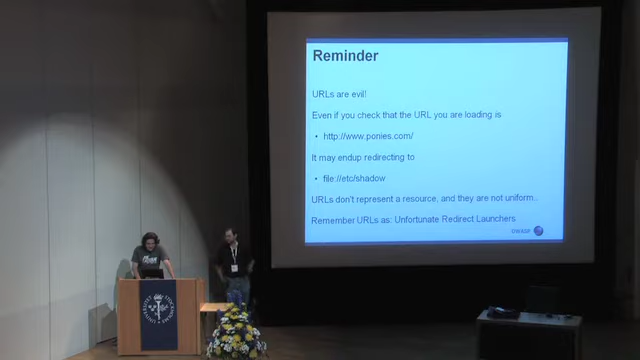 Reminder
URLs are evil!
Even if you check that the URL you are loading is
• http://www.ponies.com/
It may endup redirecting to
• file://etc/shadow
URLs don't represent a resource, and they are not uniform..
Remember URLs as: Unfortunate Redirect Launchers
OWASP